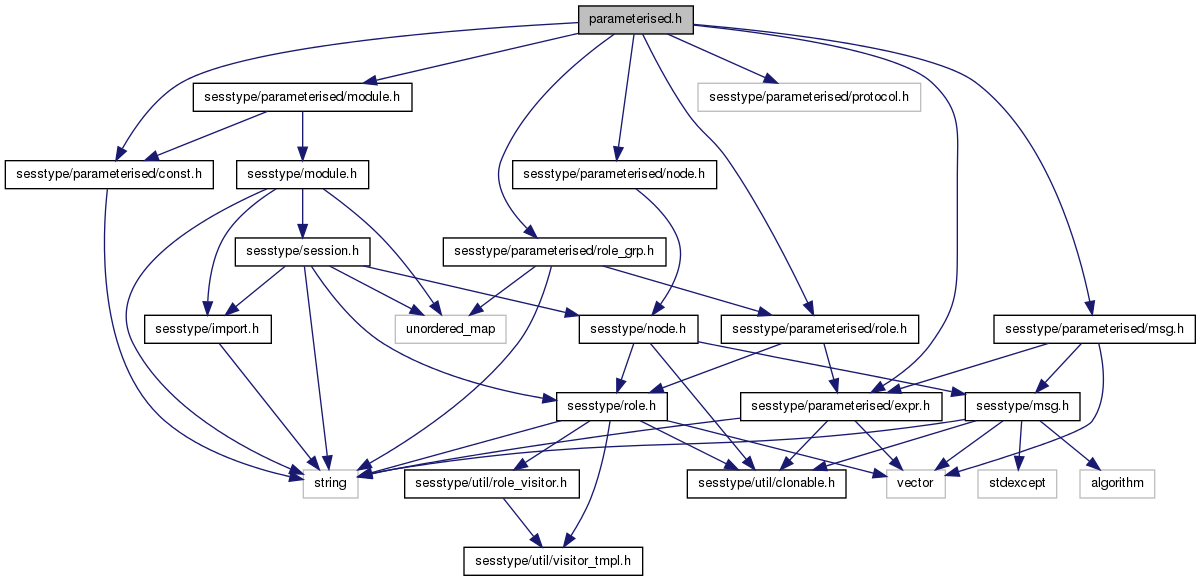 parameterised.h
sesstype/parameterised/module.h
sesstype/parameterised/protocol.h
sesstype/parameterised/const.h
sesstype/module.h
sesstype/parameterised/node.h
sesstype/session.h
sesstype/parameterised/role_grp.h
sesstype/import.h
unordered_map
sesstype/node.h
sesstype/parameterised/role.h
sesstype/parameterised/msg.h
sesstype/role.h
sesstype/parameterised/expr.h
sesstype/msg.h
string
sesstype/util/role_visitor.h
sesstype/util/clonable.h
vector
stdexcept
algorithm
sesstype/util/visitor_tmpl.h